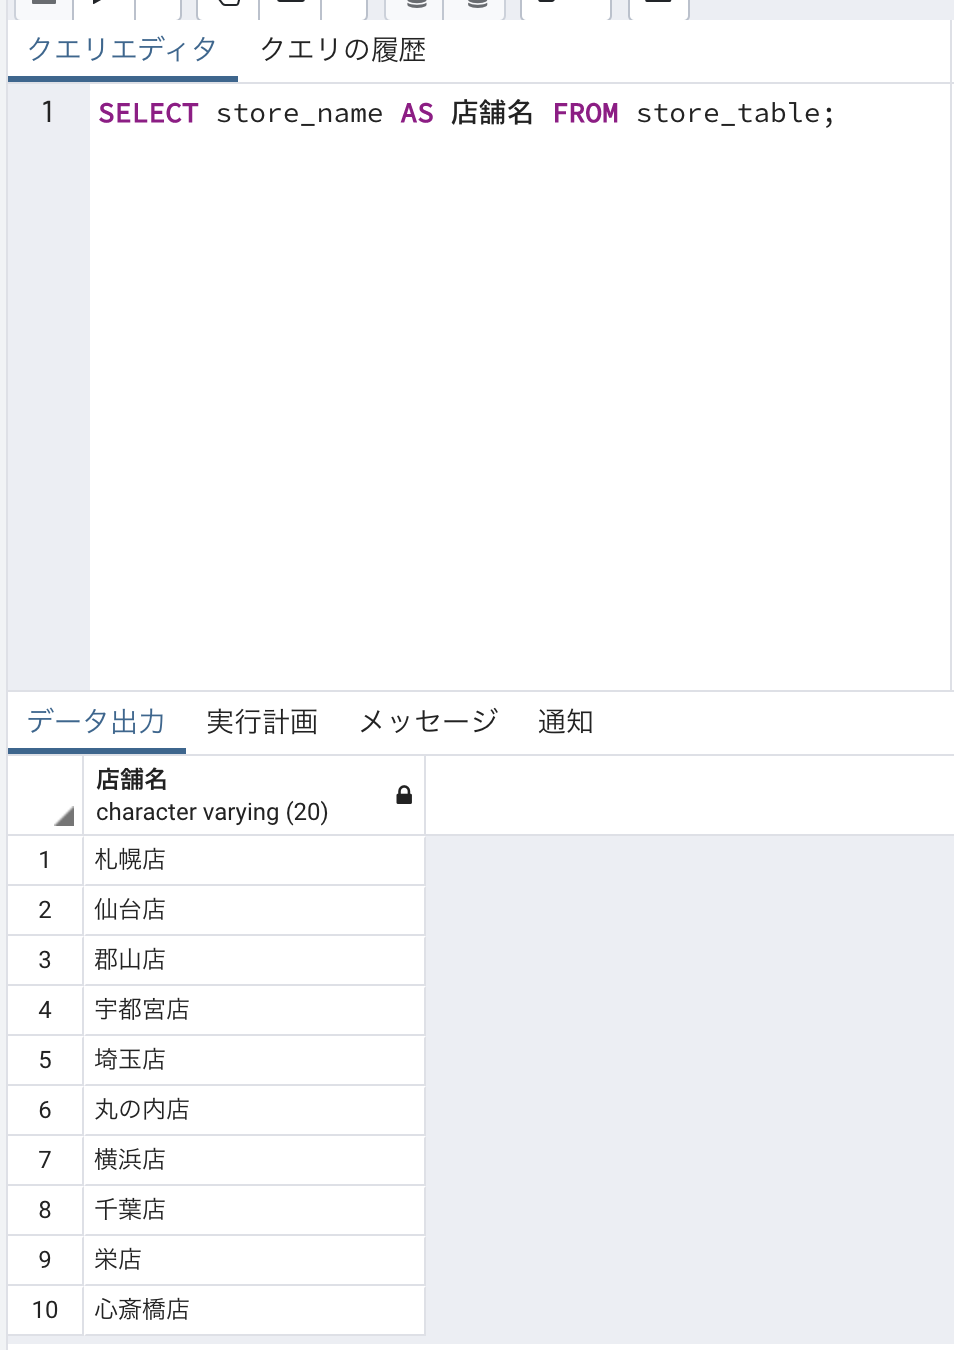 クエリエディタ クエリの履歴
1 SELECT store_name AS 店舗名 FROM store_table;
データ出力 実行計画 メッセージ 通知
店舗名
character varying (20)
1 札幌店
2 仙台店
3 郡山店
4 宇都宮店
5 埼玉店
6 丸の内店
7 横浜店
8 千葉店
9 栄店
10 心斎橋店